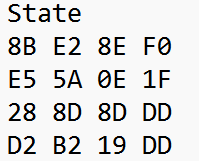 State
8B E2 8E F0
E5 5A 0E 1F
28 8D 8D DD
D2 B2 19 DD